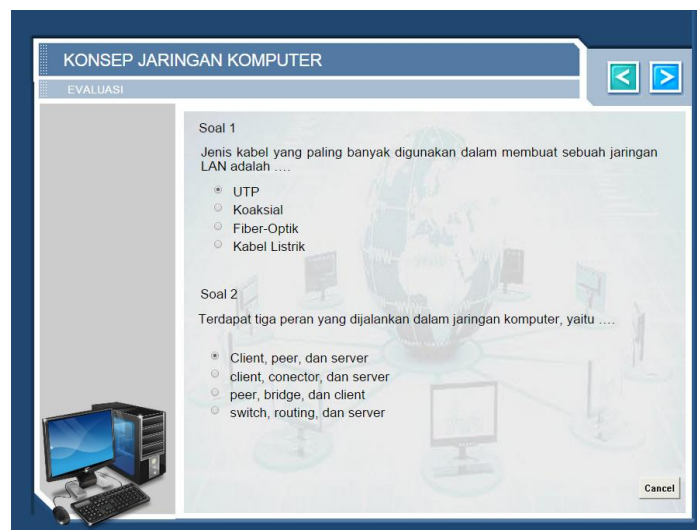 KONSEP JARINGAN KOMPUTER
EVALUASI
Soal 1
Jenis kabel yang paling banyak digunakan dalam membuat sebuah jaringan
LAN adalah ....
UTP
Koaksial
Fiber-Optik
Kabel Listrik
Soal 2
Terdapat tiga peran yang dijalankan dalam jaringan komputer, yaitu ....
Client, peer, dan server
client, conector, dan server
peer, bridge, dan client
switch, routing, dan server
Cancel